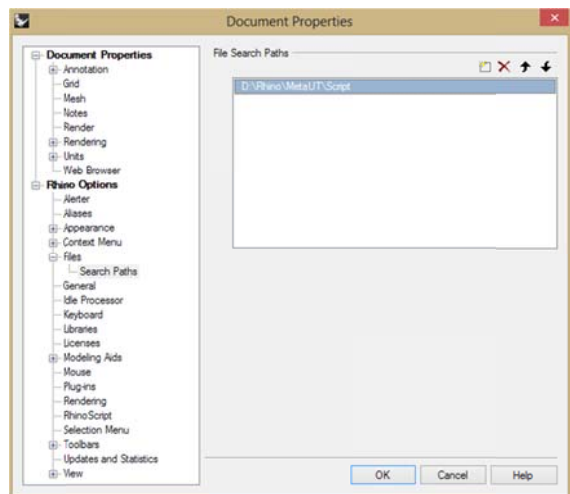 Document Properties
Document Properties
Annotation
Grid
Mesh
Notes
Render
Rendering
Units
Web Browser
Rhino Options
Alerter
Aliases
Appearance
Context Menu
Files
Search Paths
General
Idle Processor
Keyboard
Libraries
Licenses
Modeling Aids
Mouse
Plug-ins
Rendering
RhinoScript
Selection Menu
Toolbars
Updates and Statistics
View
File Search Paths
D:\Rhino\MetaUT\Script
OK Cancel Help